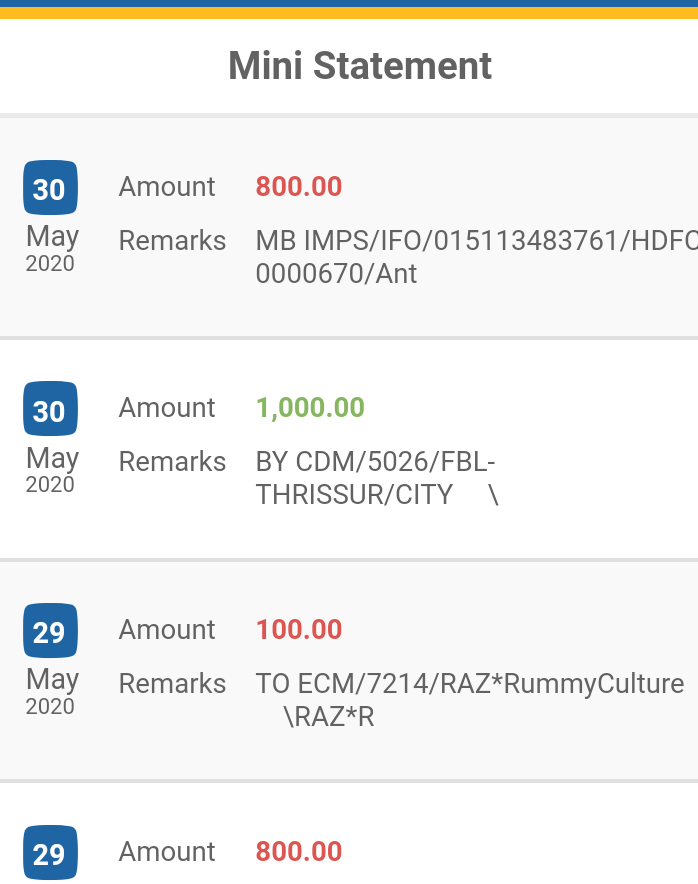 Mini Statement
30 Amount 800.00
May Remarks MB IMPS/IFO/015113483761/HDFC
2020 0000670/Ant
30 Amount 1,000.00
May Remarks BY CDM/5026/FBL-
2020 THRISSUR/CITY \
29 Amount 100.00
May Remarks TO ECM/7214/RAZ*RummyCulture
2020 \RAZ*R
29 Amount 800.00